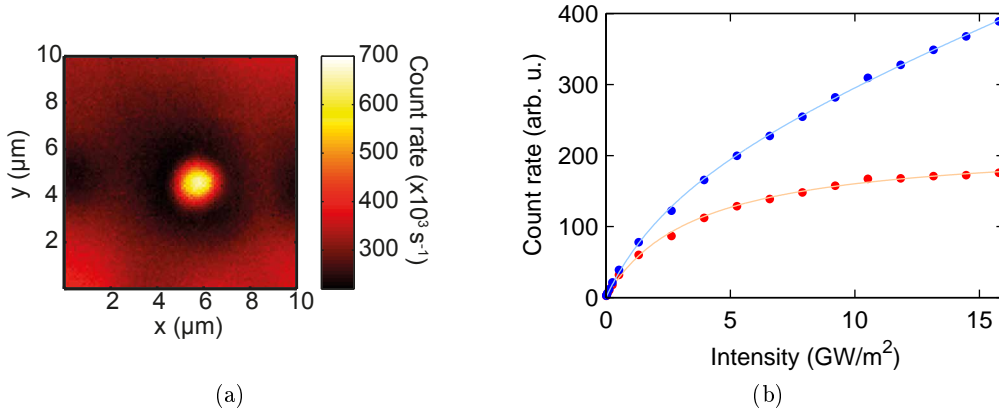 10
8
6
4
2
y (μm)
2 4 6 8 10
x (μm)
700
600
500
400
300
Count rate (x10³ s⁻¹)
(a)
400
300
200
100
0
Count rate (arb. u.)
0 5 10 15
Intensity (GW/m²)
(b)